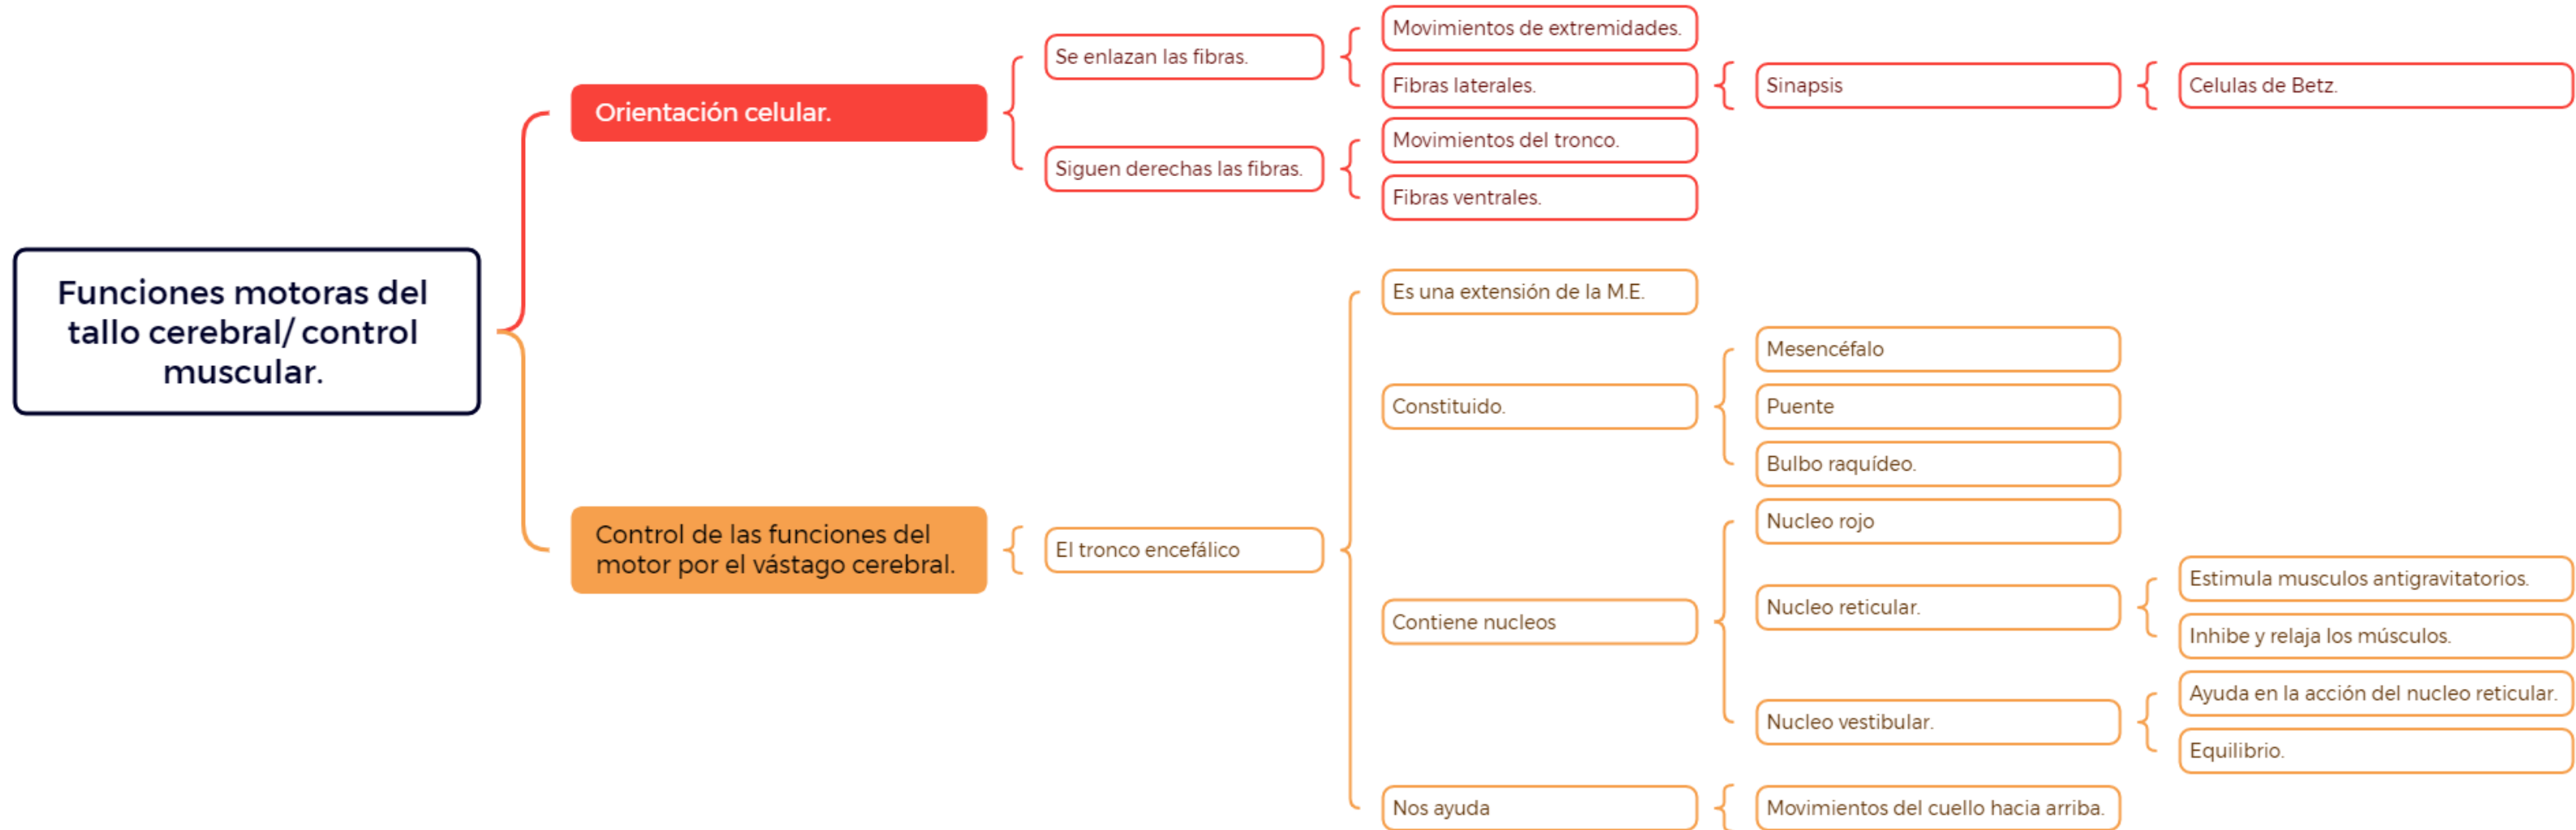 Funciones motoras del
tallo cerebral/ control
muscular.
Orientación celular.
Se enlazan las fibras.
Movimientos de extremidades.
Fibras laterales.
Sinapsis
Celulas de Betz.
Siguen derechas las fibras.
Movimientos del tronco.
Fibras ventrales.
Control de las funciones del
motor por el vástago cerebral.
El tronco encefálico
Es una extensión de la M.E.
Constituido.
Mesencéfalo
Puente
Bulbo raquídeo.
Contiene nucleos
Nucleo rojo
Nucleo reticular.
Estimula musculos antigravitatorios.
Inhibe y relaja los músculos.
Nucleo vestibular.
Ayuda en la acción del nucleo reticular.
Equilibrio.
Nos ayuda
Movimientos del cuello hacia arriba.